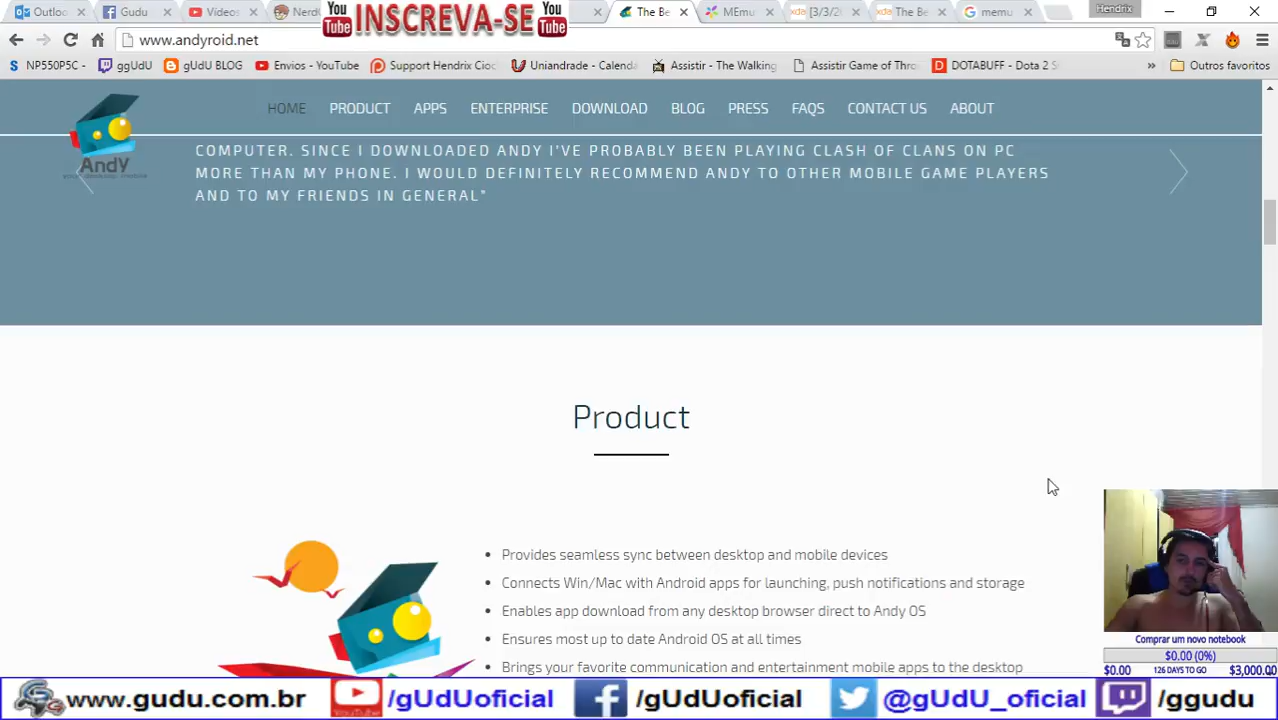 Outloo
Gudu
Vídeos
Nerd
You
Tube
INSCREVA-SE
You
Tube
The Be
MEmu
[3/3/2
The Be
memu
Hendrix
www.andyroid.net
NP550P5C -
ggUdU
gUdU BLOG
Envios - YouTube
Support Hendrix Cioc
Uniandrade - Calenda
Assistir - The Walking
Assistir Game of Thro
DOTABUFF - Dota 2 S
»
Outros favoritos
HOME PRODUCT APPS ENTERPRISE DOWNLOAD BLOG PRESS FAQS CONTACT US ABOUT
Andy
COMPUTER. SINCE I DOWNLOADED ANDY I'VE PROBABLY BEEN PLAYING CLASH OF CLANS ON PC
MORE THAN MY PHONE. I WOULD DEFINITELY RECOMMEND ANDY TO OTHER MOBILE GAME PLAYERS
AND TO MY FRIENDS IN GENERAL"
Product
• Provides seamless sync between desktop and mobile devices
• Connects Win/Mac with Android apps for launching, push notifications and storage
• Enables app download from any desktop browser direct to Andy OS
• Ensures most up to date Android OS at all times
• Brings your favorite communication and entertainment mobile apps to the desktop
Comprar um novo notebook
$0.00 (0%)
$0.00 126 DAYS TO GO $3,000.00
www.gudu.com.br /gUdUoficial /gUdUoficial @gUdU_oficial /ggudu